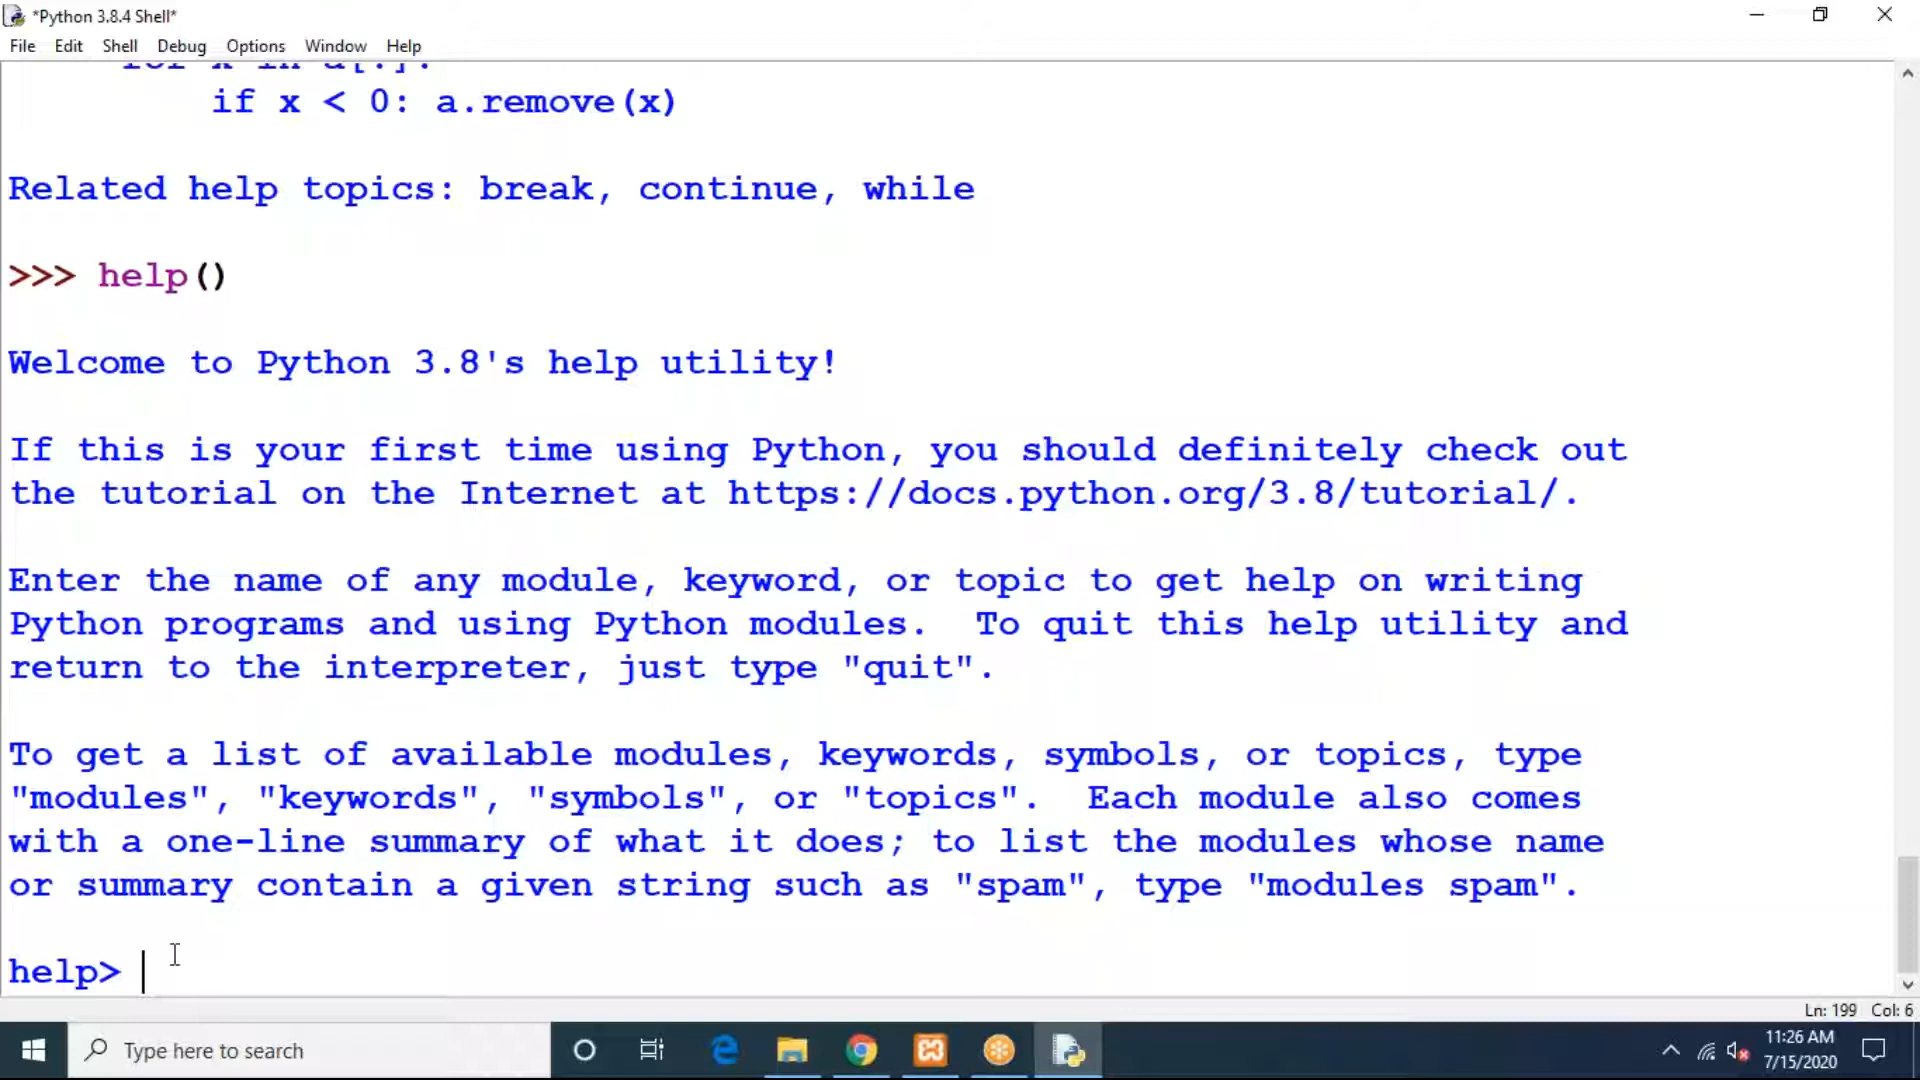 *Python 3.8.4 Shell*
File Edit Shell Debug Options Window Help
for x in a[:]:
if x < 0: a.remove(x)
Related help topics: break, continue, while
>>> help()
Welcome to Python 3.8's help utility!
If this is your first time using Python, you should definitely check out
the tutorial on the Internet at https://docs.python.org/3.8/tutorial/.
Enter the name of any module, keyword, or topic to get help on writing
Python programs and using Python modules.  To quit this help utility and
return to the interpreter, just type "quit".
To get a list of available modules, keywords, symbols, or topics, type
"modules", "keywords", "symbols", or "topics".  Each module also comes
with a one-line summary of what it does; to list the modules whose name
or summary contain a given string such as "spam", type "modules spam".
help>
Ln: 199 Col: 6
Type here to search
11:26 AM
7/15/2020